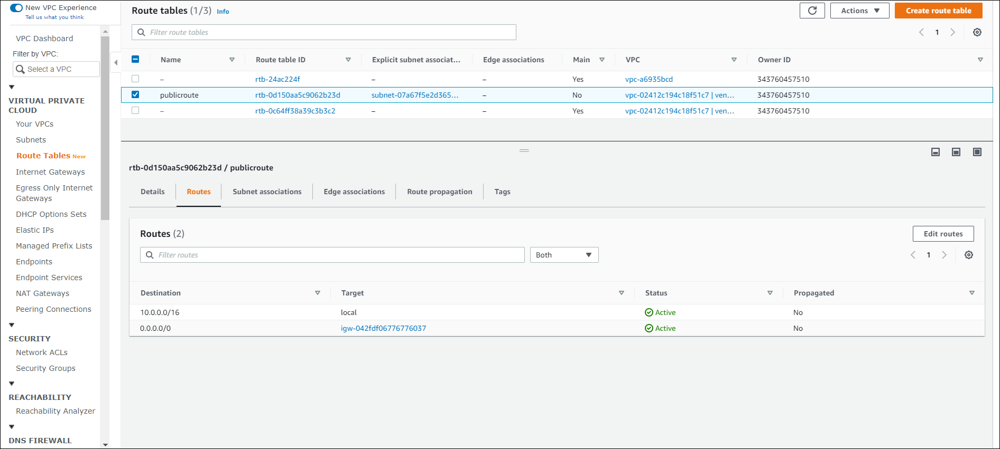 New VPC Experience
Tell us what you think
VPC Dashboard
Filter by VPC:
Select a VPC
VIRTUAL PRIVATE
CLOUD
Your VPCs
Subnets
Route Tables New
Internet Gateways
Egress Only Internet
Gateways
DHCP Options Sets
Elastic IPs
Managed Prefix Lists
Endpoints
Endpoint Services
NAT Gateways
Peering Connections
SECURITY
Network ACLs
Security Groups
REACHABILITY
Reachability Analyzer
DNS FIREWALL
Route tables (1/3) Info
Actions
Create route table
Filter route tables
1
Name Route table ID Explicit subnet associat... Edge associations Main VPC Owner ID
– rtb-24ac224f – – Yes vpc-a6935bcd 343760457510
publicroute rtb-0d150aa5c9062b23d subnet-07a67f5e2d365... – No vpc-02412c194c18f51c7 | ven... 343760457510
– rtb-0c64ff38a39c3b3c2 – – Yes vpc-02412c194c18f51c7 | ven... 343760457510
rtb-0d150aa5c9062b23d / publicroute
Details Routes Subnet associations Edge associations Route propagation Tags
Routes (2)
Edit routes
Filter routes
Both
1
Destination Target Status Propagated
10.0.0.0/16 local Active No
0.0.0.0/0 igw-042fdf06776776037 Active No